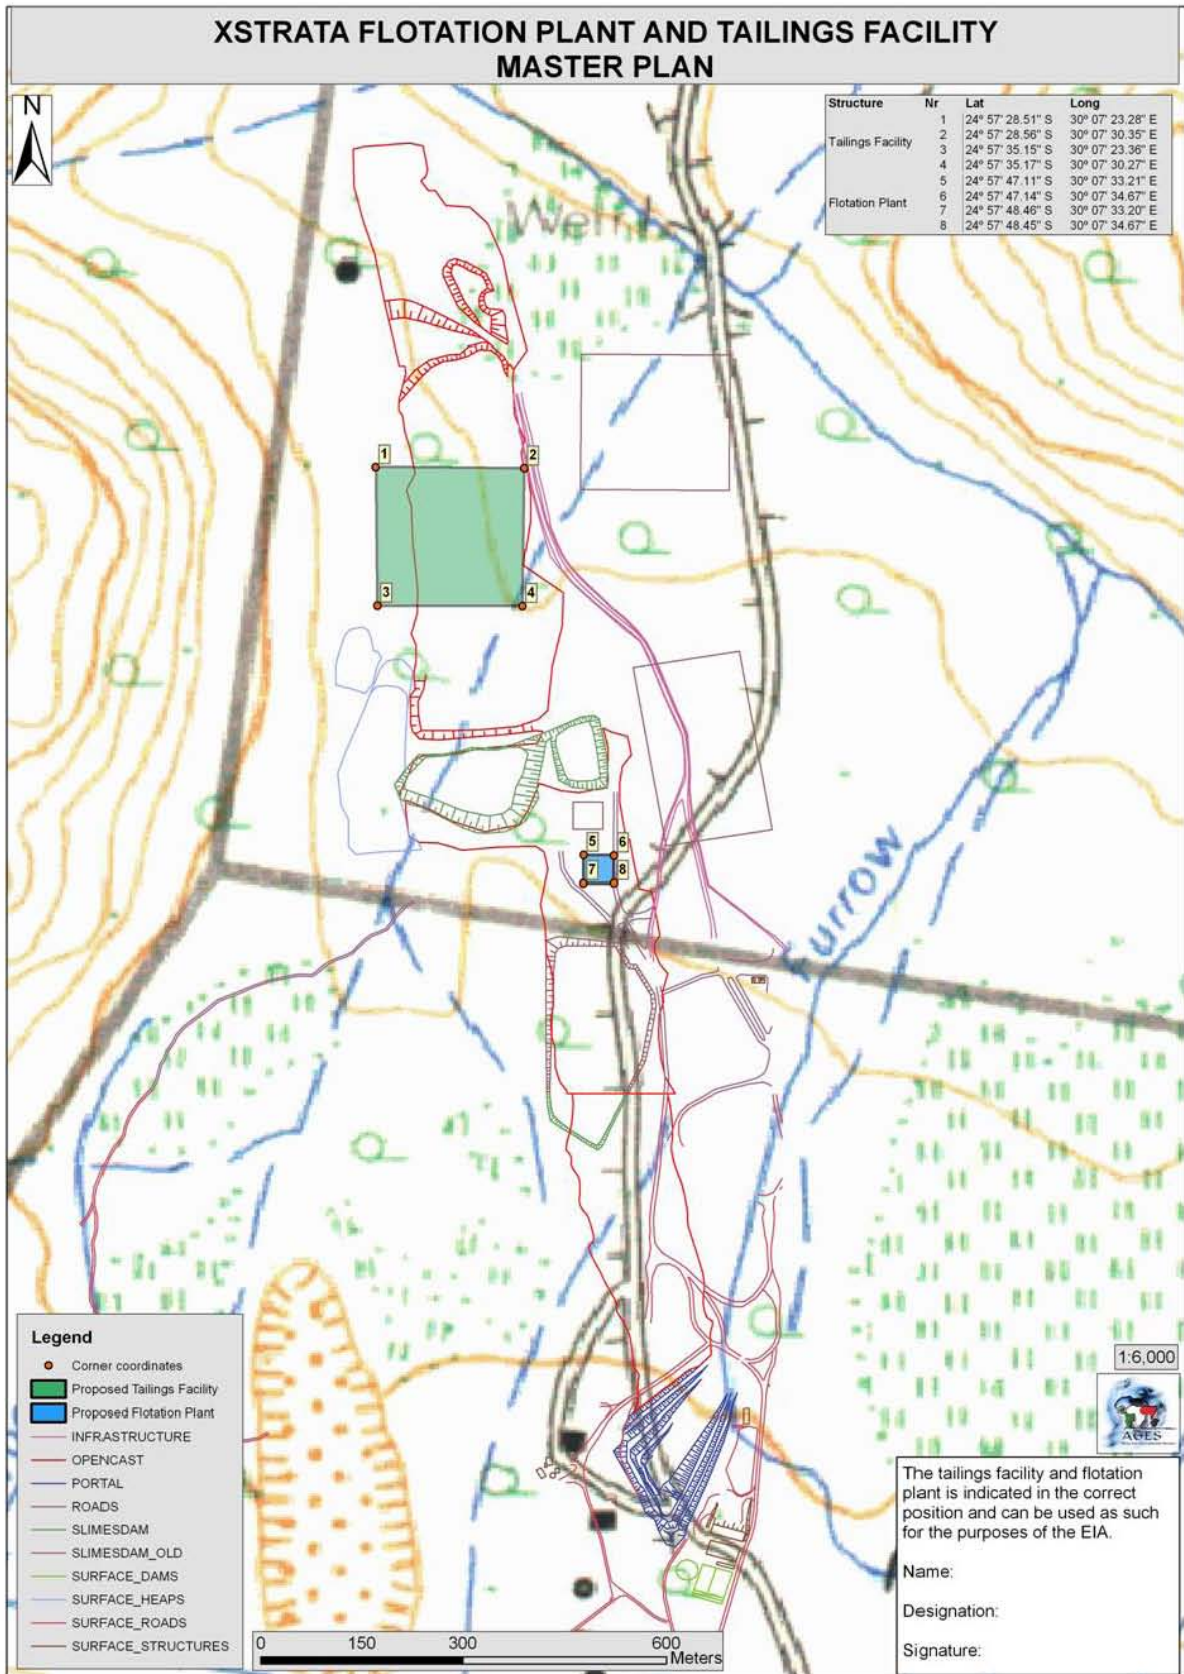 XSTRATA FLOTATION PLANT AND TAILINGS FACILITY
MASTER PLAN
N
Structure Nr Lat Long
1 24° 57' 28.51" S 30° 07' 23.28" E
Tailings Facility 2 24° 57' 28.56" S 30° 07' 30.35" E
3 24° 57' 35.15" S 30° 07' 23.36" E
4 24° 57' 35.17" S 30° 07' 30.27" E
5 24° 57' 47.11" S 30° 07' 33.21" E
Flotation Plant 6 24° 57' 47.14" S 30° 07' 34.67" E
7 24° 57' 48.46" S 30° 07' 33.20" E
8 24° 57' 48.45" S 30° 07' 34.67" E
1 2
3 4
5 6
7 8
Furrow
Legend
Corner coordinates
Proposed Tailings Facility
Proposed Flotation Plant
INFRASTRUCTURE
OPENCAST
PORTAL
ROADS
SLIMESDAM
SLIMESDAM_OLD
SURFACE_DAMS
SURFACE_HEAPS
SURFACE_ROADS
SURFACE_STRUCTURES
0 150 300 600
Meters
1:6,000
AGES
The tailings facility and flotation
plant is indicated in the correct
position and can be used as such
for the purposes of the EIA.
Name:
Designation:
Signature: